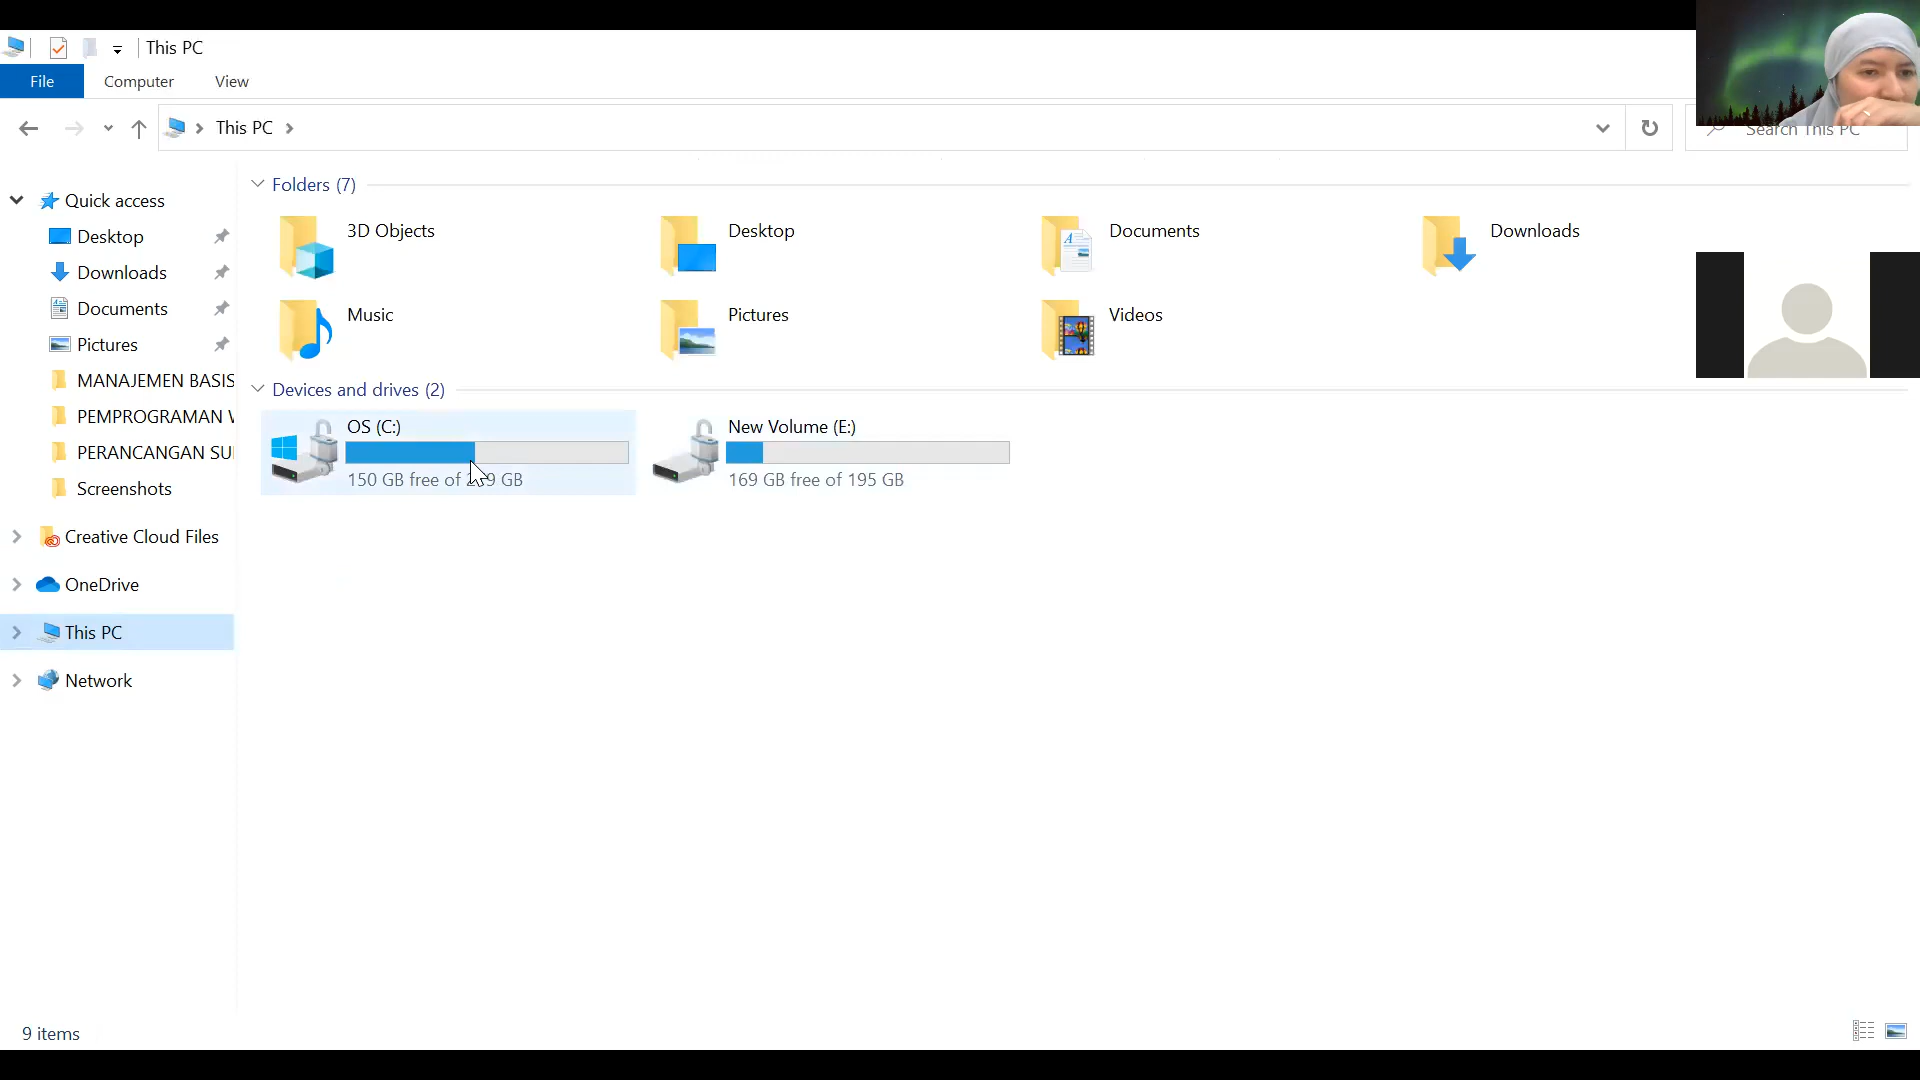 This PC
File Computer View
This PC
Search This PC
Quick access
Desktop
Downloads
Documents
Pictures
MANAJEMEN BASIS
PEMPROGRAMAN
PERANCANGAN
Screenshots
Creative Cloud Files
OneDrive
This PC
Network
Folders (7)
3D Objects
Desktop
Documents
Downloads
Music
Pictures
Videos
Devices and drives (2)
OS (C:)
150 GB free of GB
New Volume (E:)
169 GB free of 195 GB
9 items